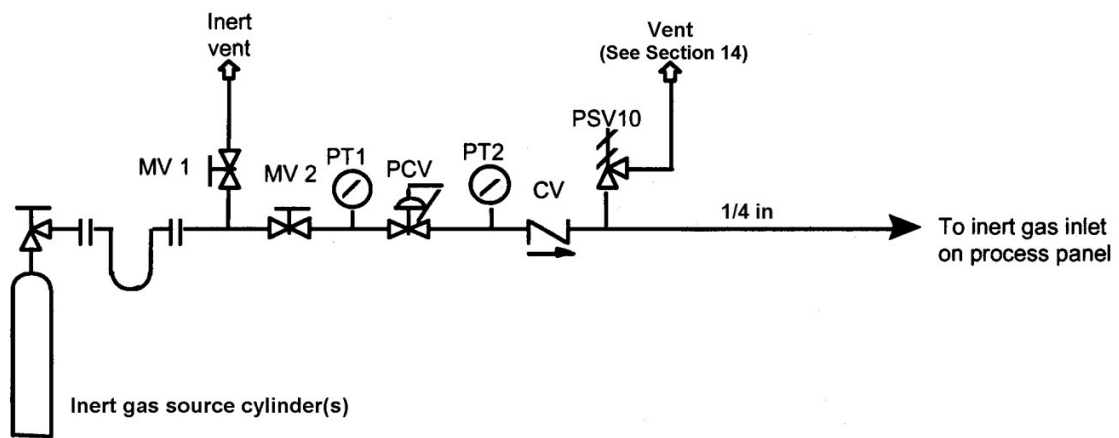 Inert
vent
Vent
(See Section 14)
PSV10
MV 1
MV 2
PT1
PCV
PT2
CV
1/4 in
To inert gas inlet
on process panel
Inert gas source cylinder(s)